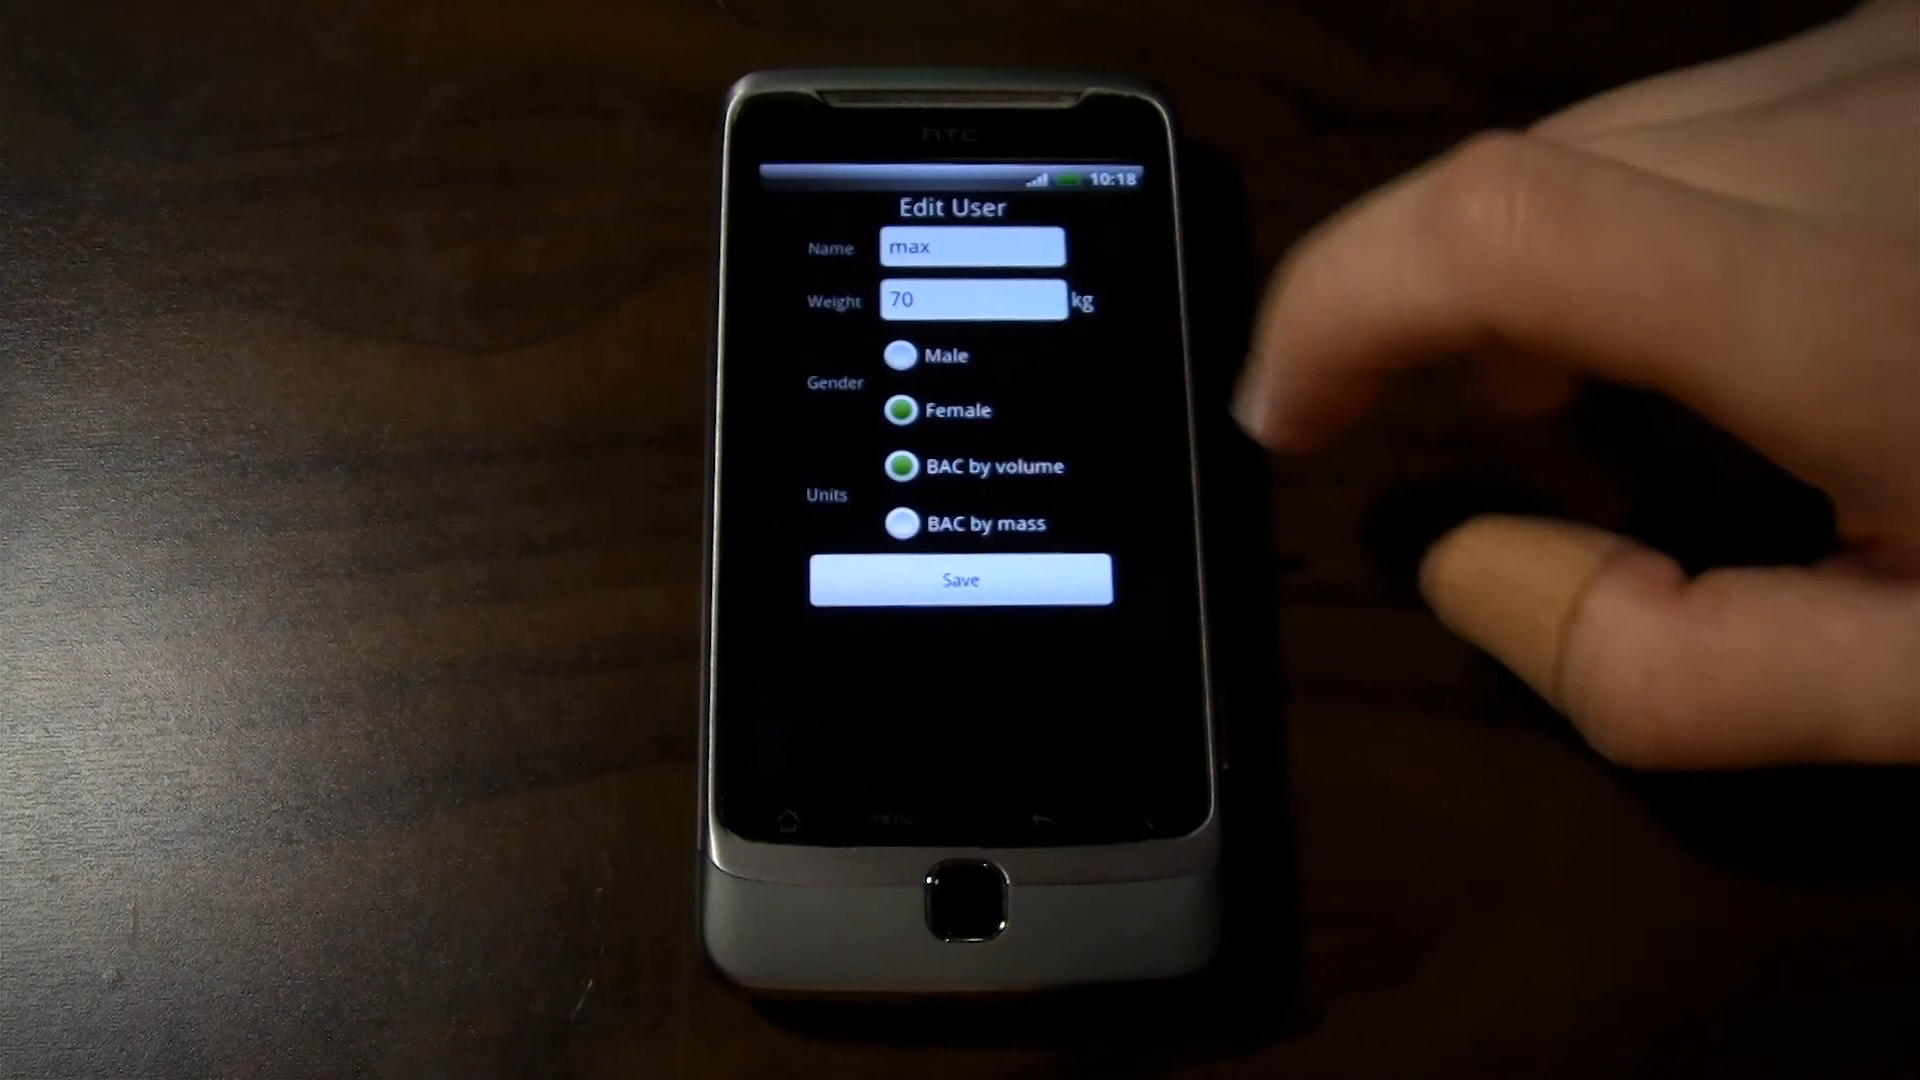 hTC
10:18
Edit User
Name max
Weight 70 kg
Male
Gender
Female
BAC by volume
Units
BAC by mass
Save
MENU